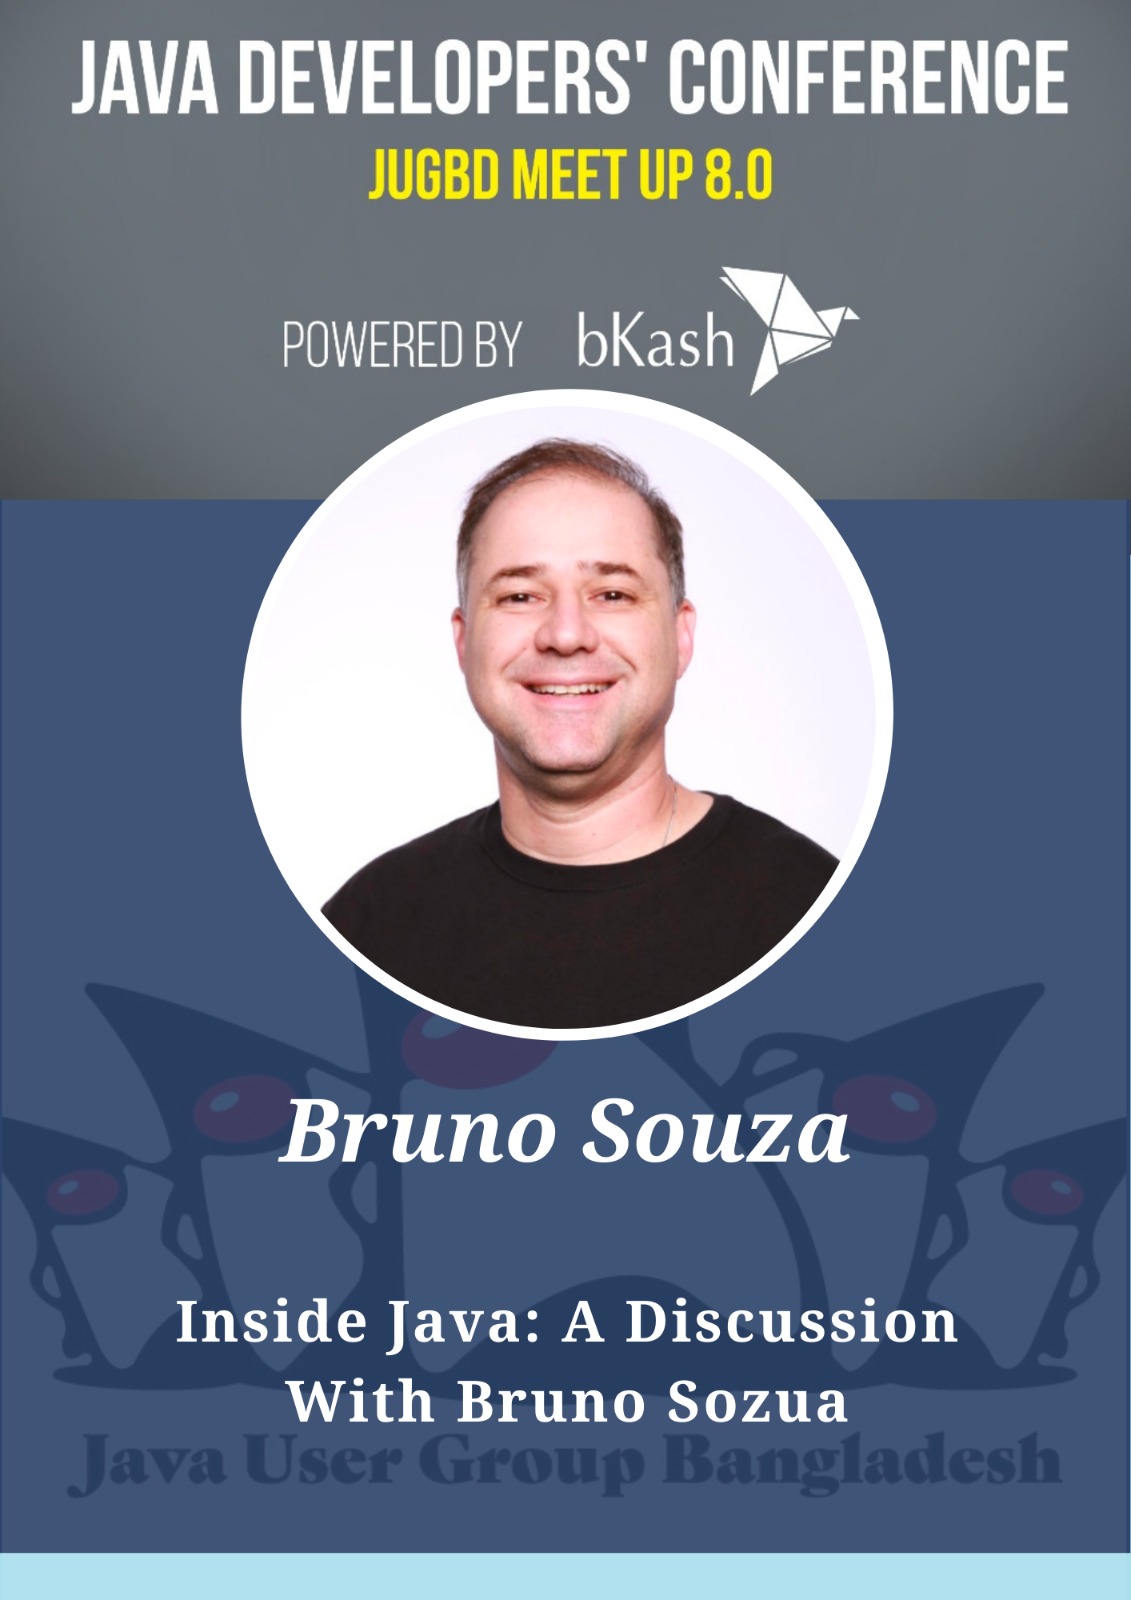 JAVA DEVELOPERS' CONFERENCE
JUGBD MEET UP 8.0
POWERED BY bKash
Bruno Souza
Inside Java: A Discussion
With Bruno Sozua
Java User Group Bangladesh